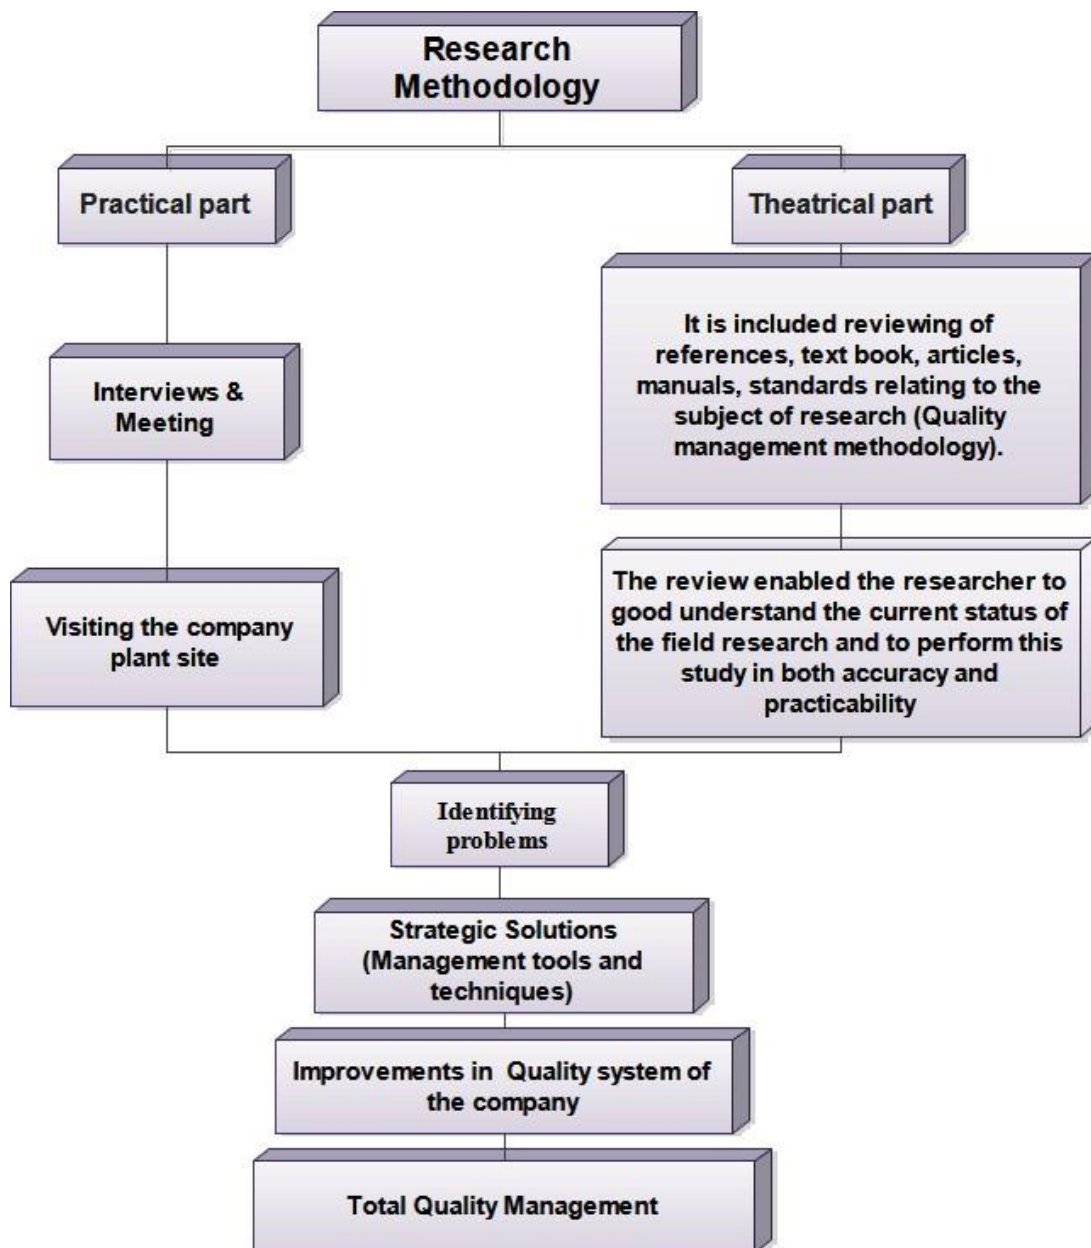 Research
Methodology
Practical part
Theatrical part
Interviews &
Meeting
Visiting the company
plant site
It is included reviewing of
references, text book, articles,
manuals, standards relating to the
subject of research (Quality
management methodology).
The review enabled the researcher to
good understand the current status of
the field research and to perform this
study in both accuracy and
practicability
Identifying
problems
Strategic Solutions
(Management tools and
techniques)
Improvements in Quality system of
the company
Total Quality Management